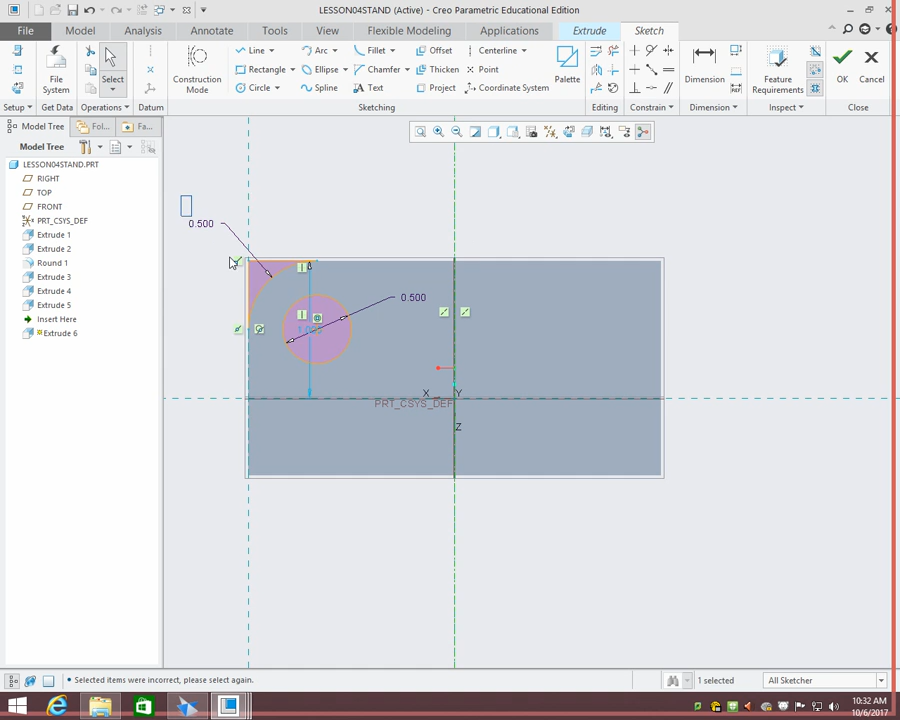 LESSON04STAND (Active) - Creo Parametric Educational Edition
File Model Analysis Annotate Tools View Flexible Modeling Applications Extrude Sketch
Line Arc Fillet Offset Centerline
Rectangle Ellipse Chamfer Thicken Point
Circle Spline Text Project Coordinate System
File System Select Construction Mode Palette Dimension Feature Requirements OK Cancel
Setup Get Data Operations Datum Sketching Editing Constrain Dimension Inspect Close
Model Tree Fol... Fa...
Model Tree
LESSON04STAND.PRT
RIGHT
TOP
FRONT
PRT_CSYS_DEF
Extrude 1
Extrude 2
Round 1
Extrude 3
Extrude 4
Extrude 5
Insert Here
Extrude 6
0.500
0.500
X Y
PRT_CSYS_DEF
Z
Selected items were incorrect, please select again.
1 selected
All Sketcher
10:32 AM
10/6/2017